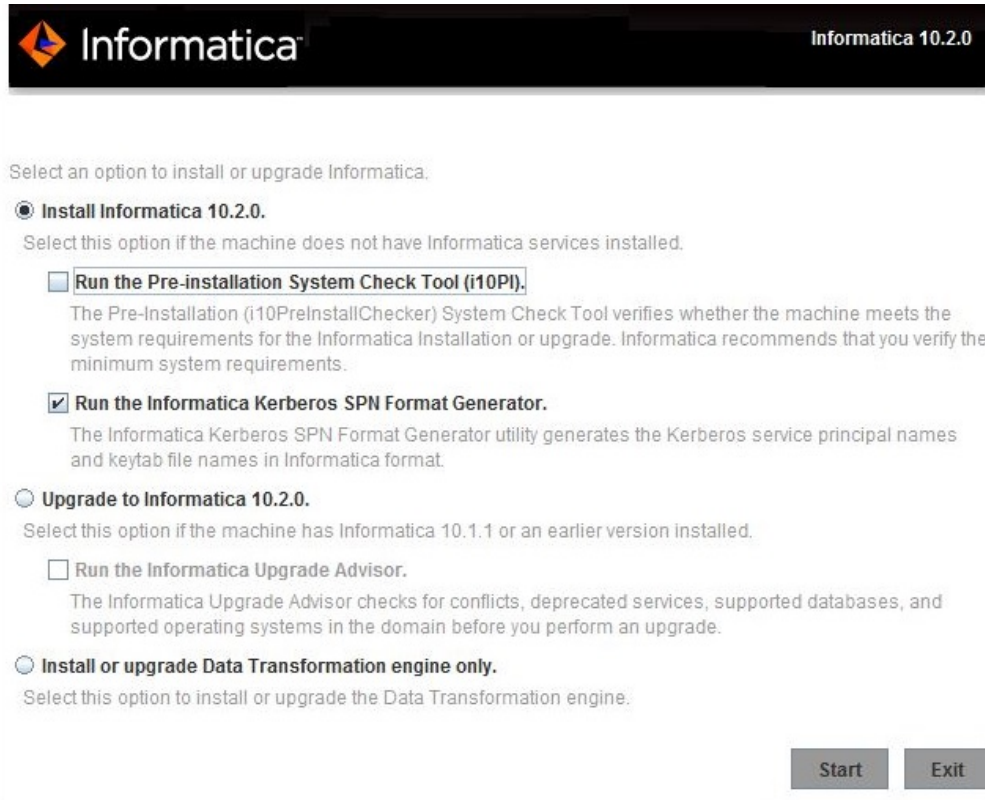 Informatica
Informatica 10.2.0
Select an option to install or upgrade Informatica.
Install Informatica 10.2.0.
Select this option if the machine does not have Informatica services installed.
Run the Pre-installation System Check Tool (i10PI).
The Pre-Installation (i10PreInstallChecker) System Check Tool verifies whether the machine meets the
system requirements for the Informatica Installation or upgrade. Informatica recommends that you verify the
minimum system requirements.
Run the Informatica Kerberos SPN Format Generator.
The Informatica Kerberos SPN Format Generator utility generates the Kerberos service principal names
and keytab file names in Informatica format.
Upgrade to Informatica 10.2.0.
Select this option if the machine has Informatica 10.1.1 or an earlier version installed.
Run the Informatica Upgrade Advisor.
The Informatica Upgrade Advisor checks for conflicts, deprecated services, supported databases, and
supported operating systems in the domain before you perform an upgrade.
Install or upgrade Data Transformation engine only.
Select this option to install or upgrade the Data Transformation engine.
Start Exit